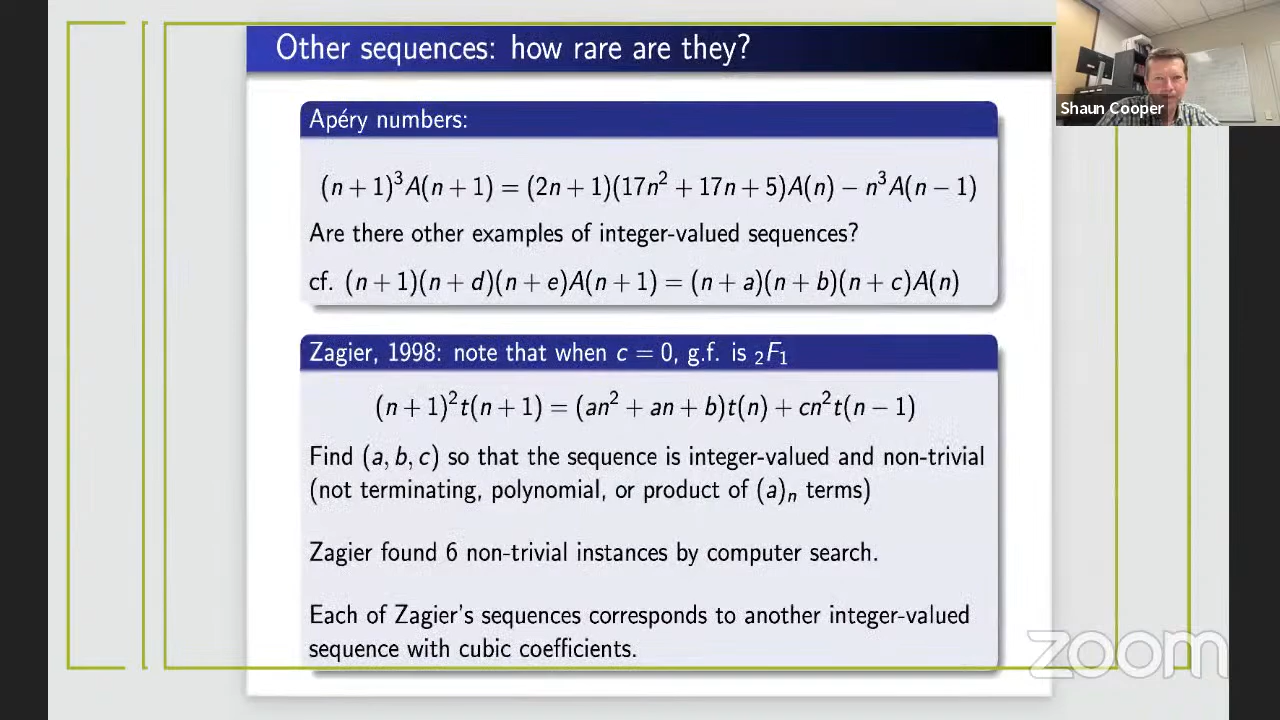 Other sequences: how rare are they?
Shaun Cooper
Apéry numbers:
(n + 1)³A(n + 1) = (2n + 1)(17n² + 17n + 5)A(n) − n³A(n − 1)
Are there other examples of integer-valued sequences?
cf. (n + 1)(n + d)(n + e)A(n + 1) = (n + a)(n + b)(n + c)A(n)
Zagier, 1998: note that when c = 0, g.f. is ₂F₁
(n + 1)²t(n + 1) = (an² + an + b)t(n) + cn²t(n − 1)
Find (a, b, c) so that the sequence is integer-valued and non-trivial
(not terminating, polynomial, or product of (a)ₙ terms)
Zagier found 6 non-trivial instances by computer search.
Each of Zagier's sequences corresponds to another integer-valued
sequence with cubic coefficients.
zoom